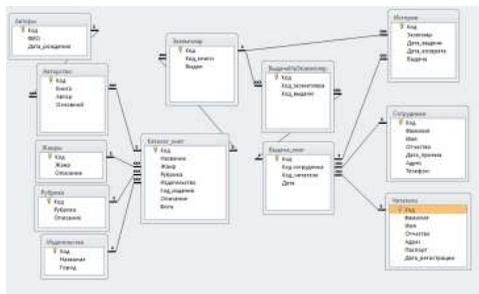 Авторы
Код
ФИО
Дата_рождения
Авторство
Код
Книга
Автор
Основной
Жанры
Код
Жанр
Описание
Рубрика
Код
Рубрика
Описание
Издательства
Код
Название
Город
Каталог_книг
Код
Название
Жанр
Рубрика
Издательство
Год_издания
Описание
Фото
Экземпляр
Код
Код_книги
Выдан
ВыдачаЭкземпляр
Код
Код_экземпляра
Код_выдачи
Выдача_книг
Код
Код_сотрудника
Код_читателя
Дата
История
Код
Экземпляр
Дата_выдачи
Дата_возврата
Выдача
Сотрудники
Код
Фамилия
Имя
Отчество
Дата_приема
Адрес
Телефон
Читатели
Код
Фамилия
Имя
Отчество
Адрес
Паспорт
Дата_регистрации